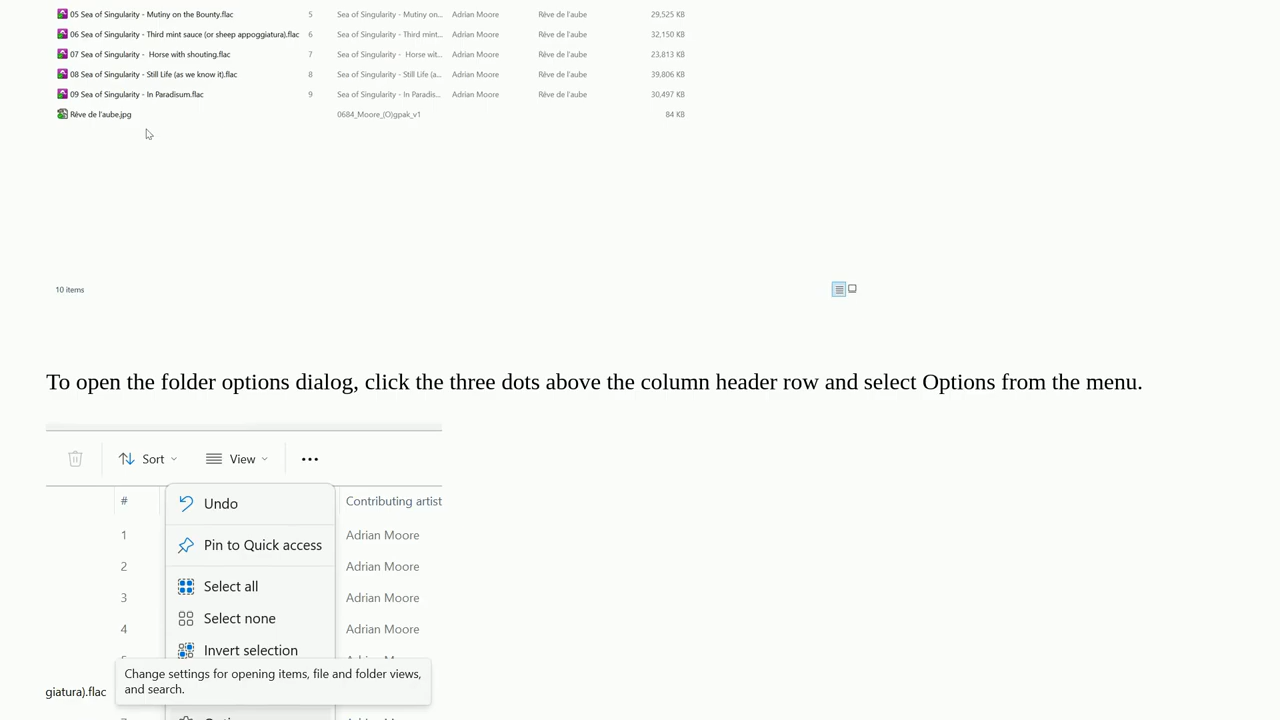 05 Sea of Singularity - Mutiny on the Bounty.flac 5 Sea of Singularity - Mutiny on... Adrian Moore Rêve de l'aube 29,525 KB
06 Sea of Singularity - Third mint sauce (or sheep appoggiatura).flac 6 Sea of Singularity - Third mint... Adrian Moore Rêve de l'aube 32,150 KB
07 Sea of Singularity - Horse with shouting.flac 7 Sea of Singularity - Horse wit... Adrian Moore Rêve de l'aube 23,813 KB
08 Sea of Singularity - Still Life (as we know it).flac 8 Sea of Singularity - Still Life (a... Adrian Moore Rêve de l'aube 39,806 KB
09 Sea of Singularity - In Paradisum.flac 9 Sea of Singularity - In Paradis... Adrian Moore Rêve de l'aube 30,497 KB
Rêve de l'aube.jpg 0684_Moore_(O)gpak_v1 84 KB
10 items
To open the folder options dialog, click the three dots above the column header row and select Options from the menu.
Sort View
# Undo Contributing artist
1 Pin to Quick access Adrian Moore
2 Adrian Moore
3 Select all Adrian Moore
4 Select none Adrian Moore
Invert selection
Change settings for opening items, file and folder views,
and search.
giatura).flac